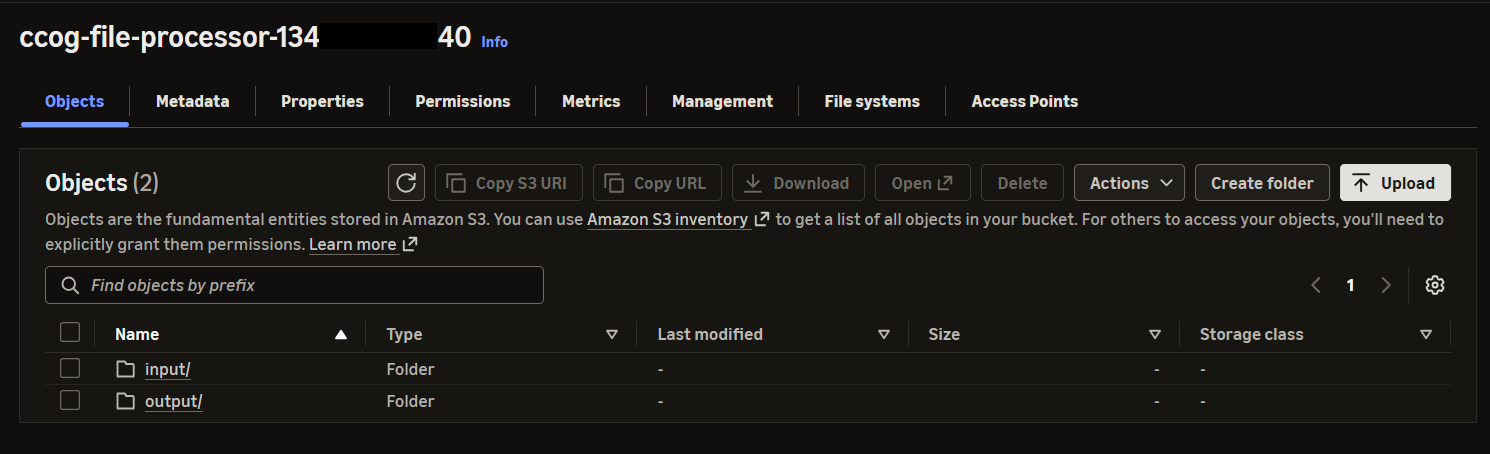 ccog-file-processor-134 40 Info
Objects Metadata Properties Permissions Metrics Management File systems Access Points
Objects (2) Copy S3 URI Copy URL Download Open Delete Actions Create folder Upload
Objects are the fundamental entities stored in Amazon S3. You can use Amazon S3 inventory to get a list of all objects in your bucket. For others to access your objects, you'll need to
explicitly grant them permissions. Learn more
Find objects by prefix 1
Name Type Last modified Size Storage class
input/ Folder - - -
output/ Folder - - -